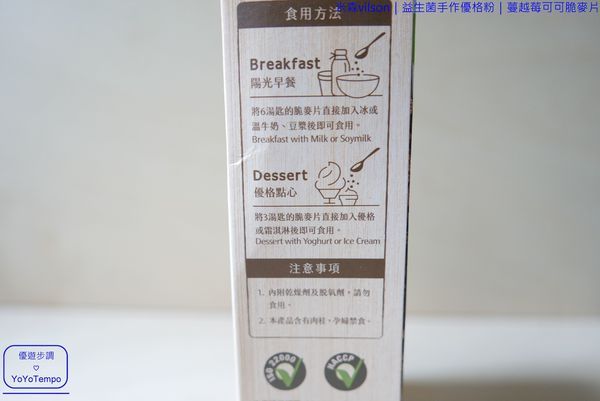 米森vilson | 益生菌手作優格粉 | 蔓越莓可可脆麥片
食用方法
Breakfast
陽光早餐
將6湯匙的脆麥片直接加入冰或
溫牛奶、豆漿後即可食用。
Breakfast with Milk or Soymilk
Dessert
優格點心
將3湯匙的脆麥片直接加入優格
或霜淇淋後即可食用。
Dessert with Yoghurt or Ice Cream
注意事項
1. 內附乾燥劑及脫氧劑，請勿
食用。
2. 本產品含有肉桂，孕婦禁食。
ISO 22000
HACCP
優遊步調
♡
YoYoTempo